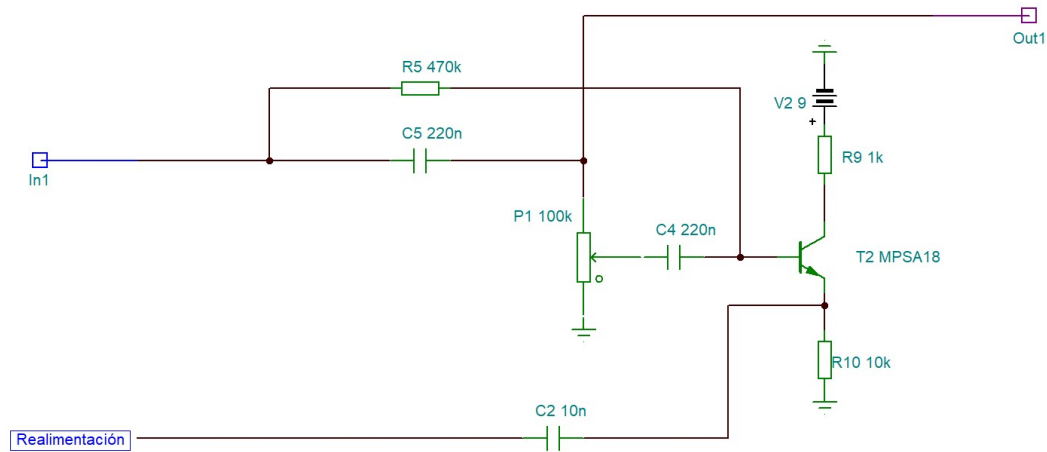 Out1
R5 470k
V2 9
+
C5 220n
R9 1k
In1
P1 100k
C4 220n
T2 MPSA18
R10 10k
C2 10n
Realimentación